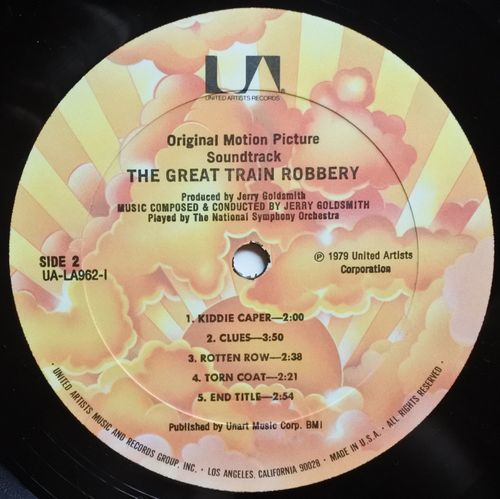 UA
UNITED ARTISTS RECORDS
®
Original Motion Picture
Soundtrack
THE GREAT TRAIN ROBBERY
Produced by Jerry Goldsmith
MUSIC COMPOSED & CONDUCTED BY JERRY GOLDSMITH
Played by The National Symphony Orchestra
SIDE 2
UA-LA962-I
℗ 1979 United Artists
Corporation
1. KIDDIE CAPER—2:00
2. CLUES—3:50
3. ROTTEN ROW—2:38
4. TORN COAT—2:21
5. END TITLE—2:54
Published by Unart Music Corp. BMI
· UNITED ARTISTS MUSIC AND RECORDS GROUP, INC. · LOS ANGELES, CALIFORNIA 90028 · MADE IN U.S.A. · ALL RIGHTS RESERVED ·